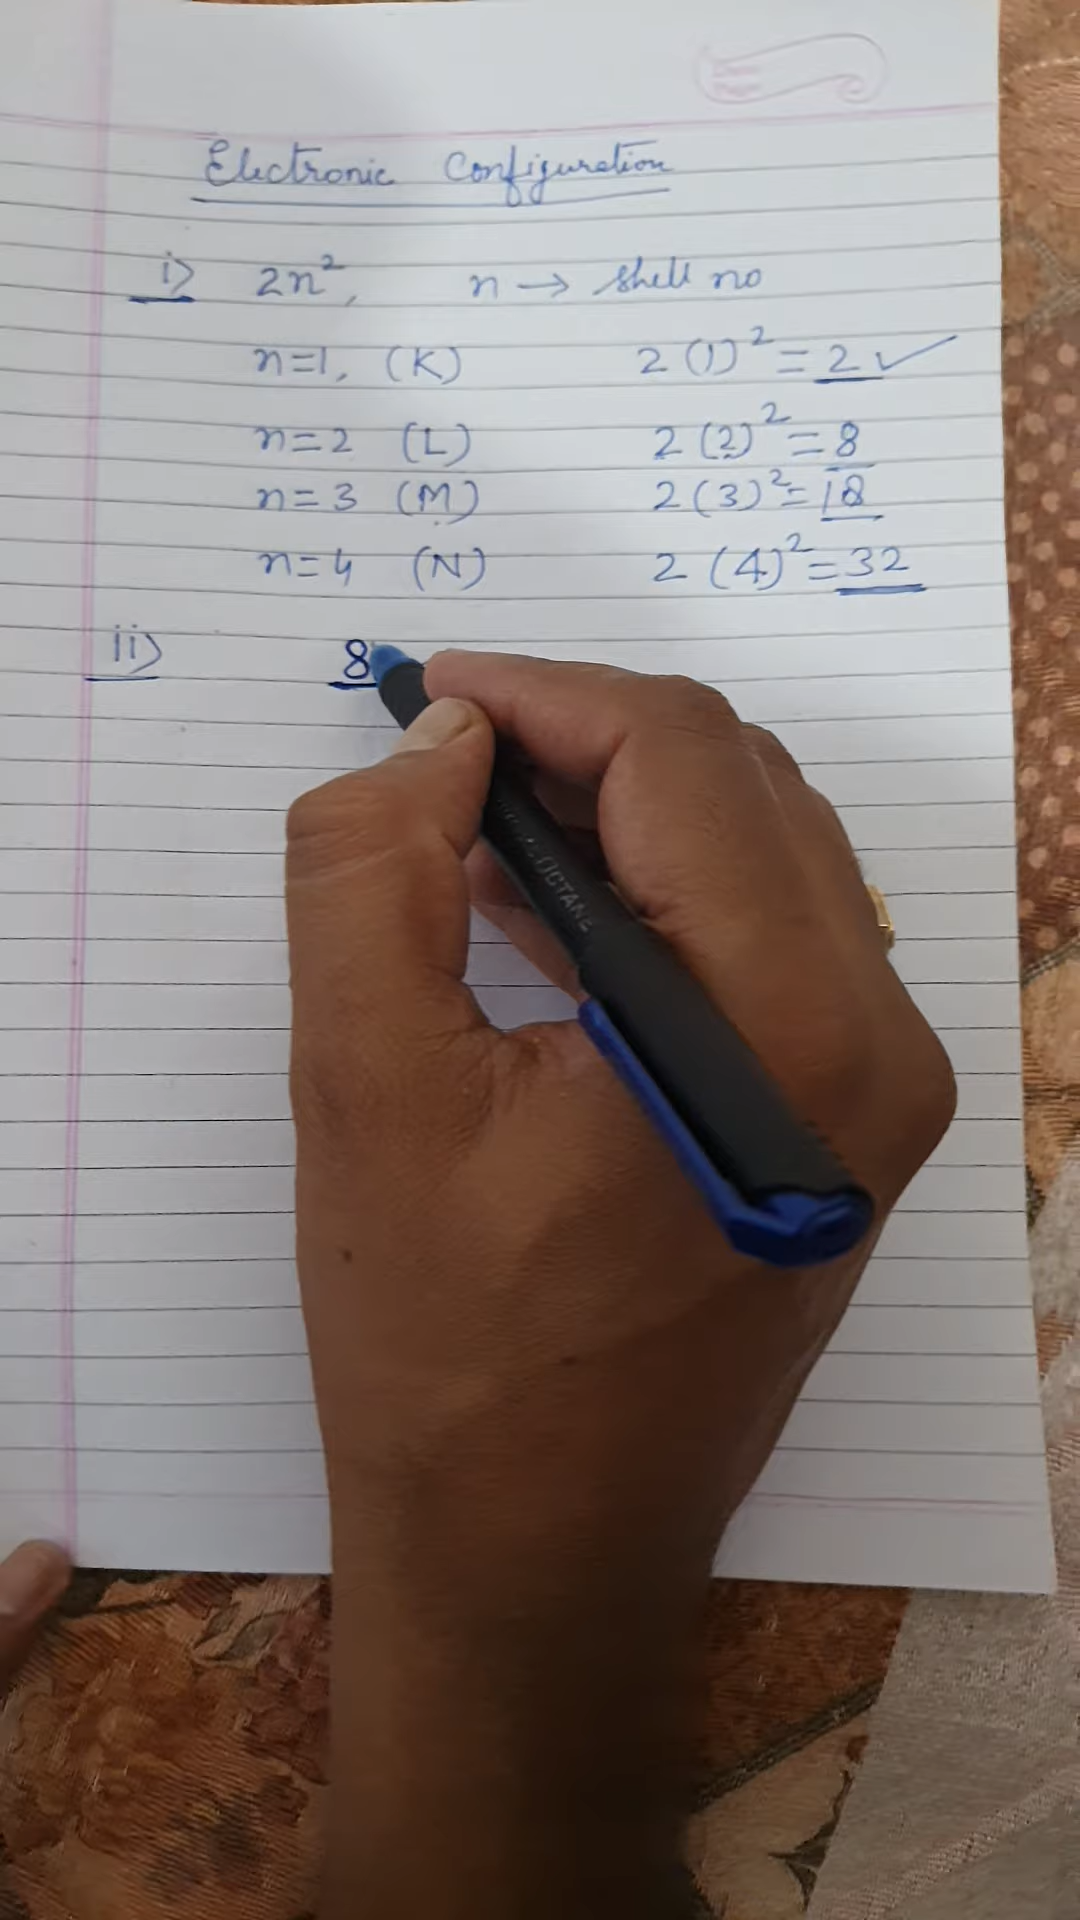 Electronic Configuration
i) 2n², n → shell no
n=1, (K) 2(1)² = 2 ✓
n=2 (L) 2(2)² = 8
n=3 (M) 2(3)² = 18
n=4 (N) 2(4)² = 32
ii) 8
OCTANE